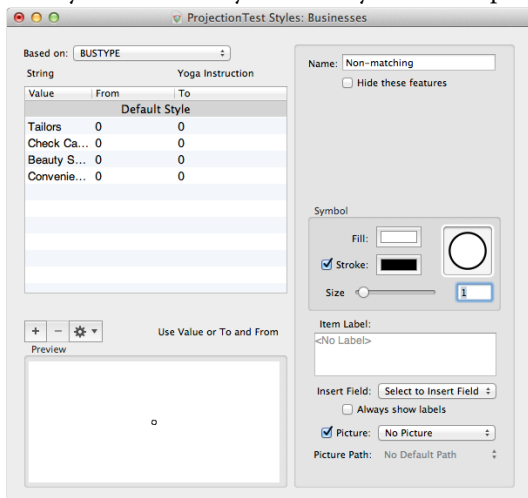 ProjectionTest Styles: Businesses
Based on: BUSTYPE
String Yoga Instruction
Value From To
Default Style
Tailors 0 0
Check Ca... 0 0
Beauty S... 0 0
Convenie... 0 0
+ − Use Value or To and From
Preview
Name: Non-matching
Hide these features
Symbol
Fill:
Stroke:
Size 1
Item Label:
<No Label>
Insert Field: Select to Insert Field
Always show labels
Picture: No Picture
Picture Path: No Default Path